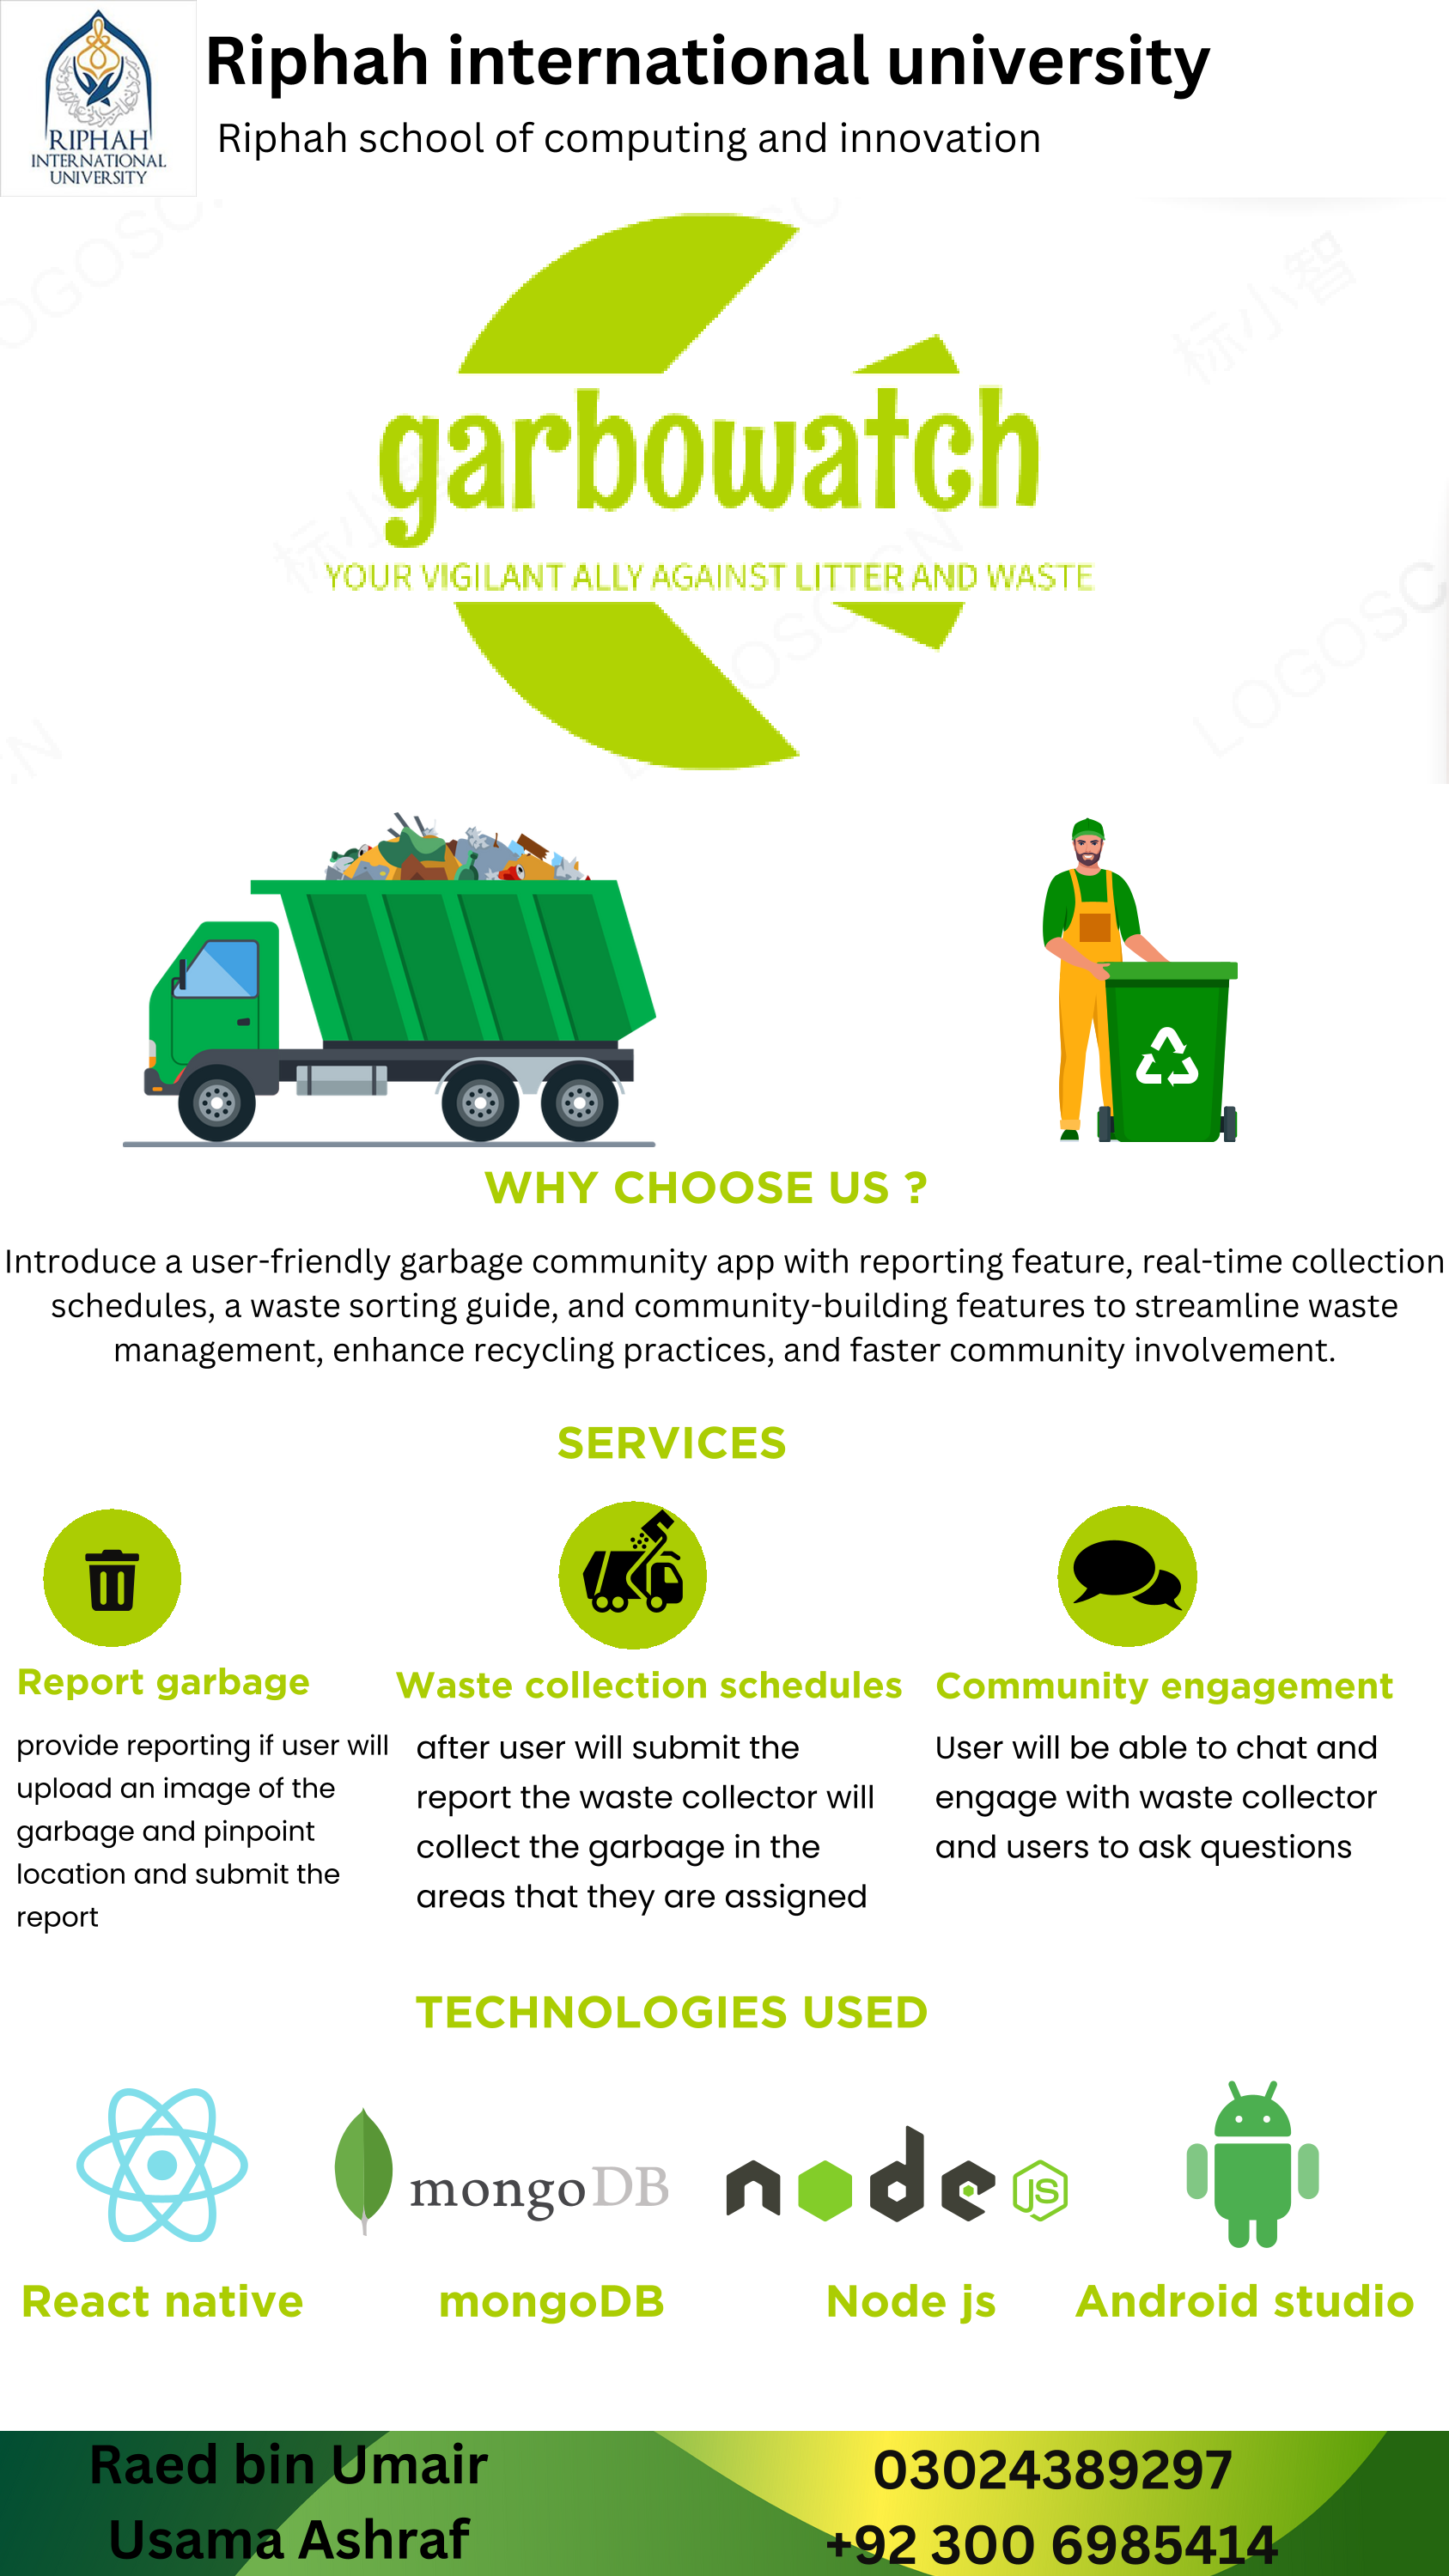 Riphah international university
Riphah school of computing and innovation
RIPHAH
INTERNATIONAL
UNIVERSITY
LOGOSC.
标小智
garbowatch
标小
YOUR VIGILANT ALLY AGAINST LITTER AND WASTE
LOGOSC
WHY CHOOSE US ?
Introduce a user-friendly garbage community app with reporting feature, real-time collection
schedules, a waste sorting guide, and community-building features to streamline waste
management, enhance recycling practices, and faster community involvement.
SERVICES
Report garbage
provide reporting if user will
upload an image of the
garbage and pinpoint
location and submit the
report
Waste collection schedules
after user will submit the
report the waste collector will
collect the garbage in the
areas that they are assigned
Community engagement
User will be able to chat and
engage with waste collector
and users to ask questions
TECHNOLOGIES USED
mongoDB
node JS
React native
mongoDB
Node js
Android studio
Raed bin Umair
03024389297
Usama Ashraf
+92 300 6985414